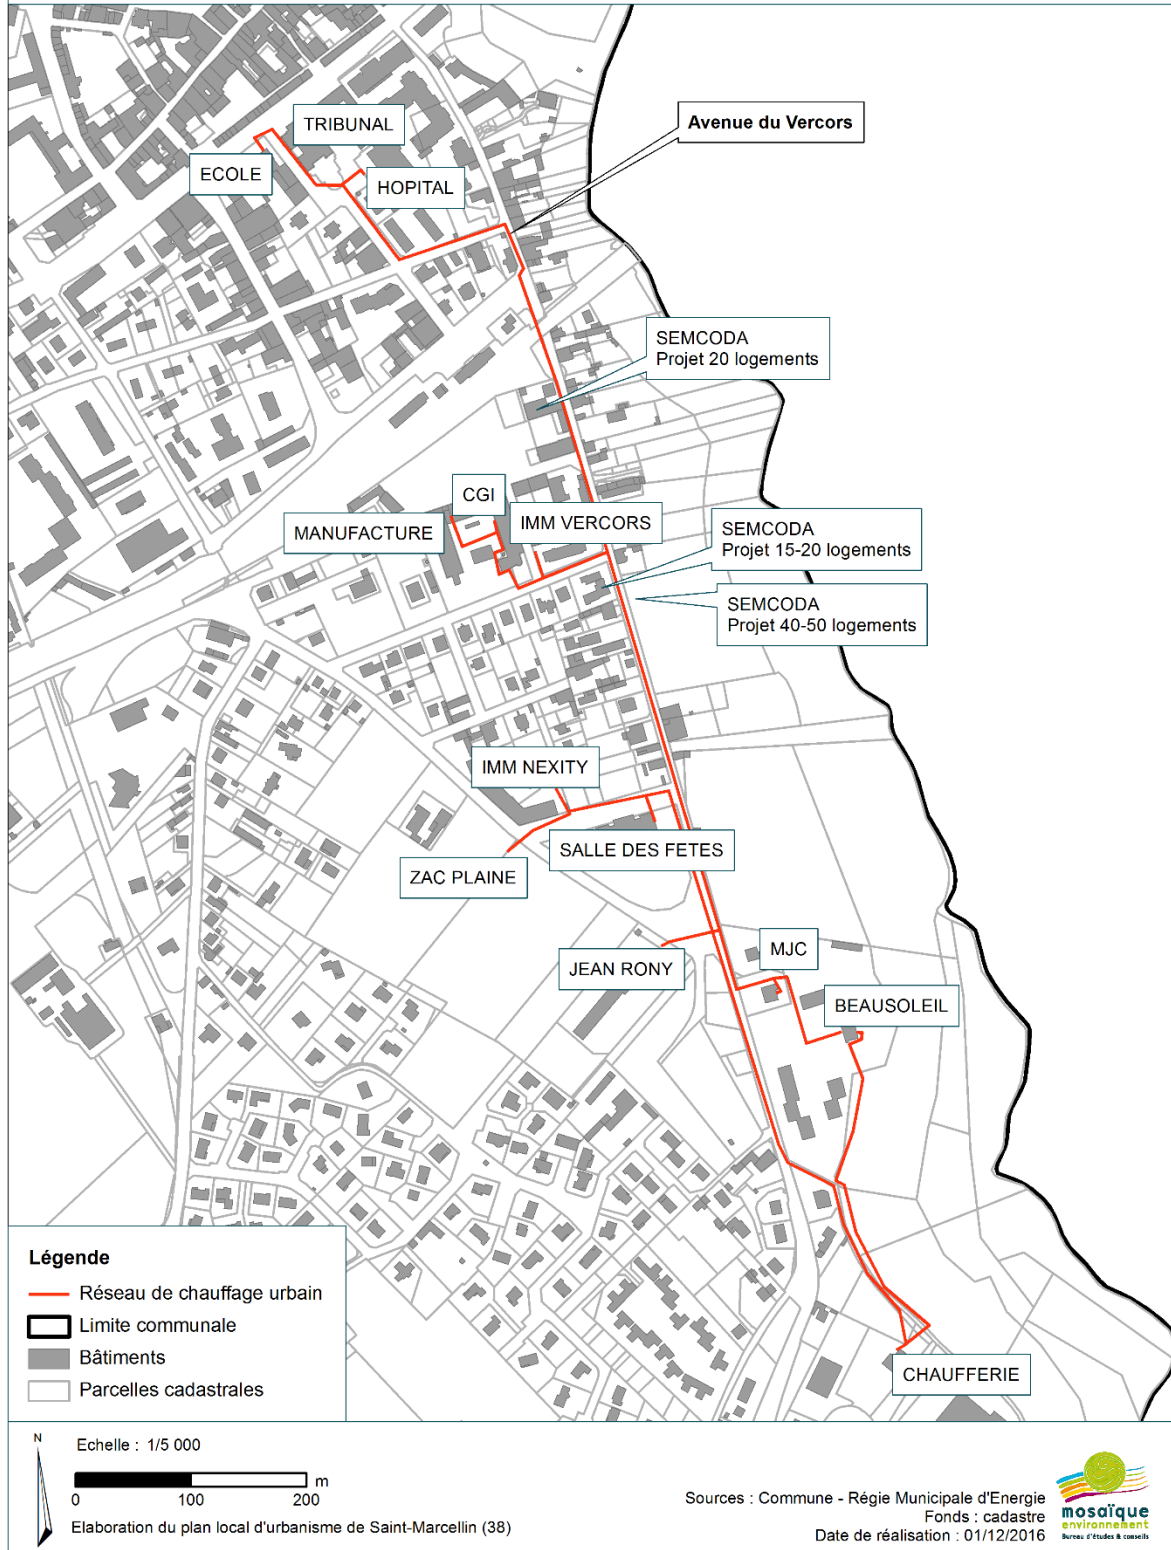 TRIBUNAL
Avenue du Vercors
ECOLE
HOPITAL
SEMCODA
Projet 20 logements
CGI
MANUFACTURE
IMM VERCORS
SEMCODA
Projet 15-20 logements
SEMCODA
Projet 40-50 logements
IMM NEXITY
SALLE DES FETES
ZAC PLAINE
MJC
JEAN RONY
BEAUSOLEIL
CHAUFFERIE
Légende
Réseau de chauffage urbain
Limite communale
Bâtiments
Parcelles cadastrales
N
Echelle : 1/5 000
m
0 100 200
Elaboration du plan local d'urbanisme de Saint-Marcellin (38)
Sources : Commune - Régie Municipale d'Energie
Fonds : cadastre
Date de réalisation : 01/12/2016
mosaïque
environnement
Bureau d'études & conseils